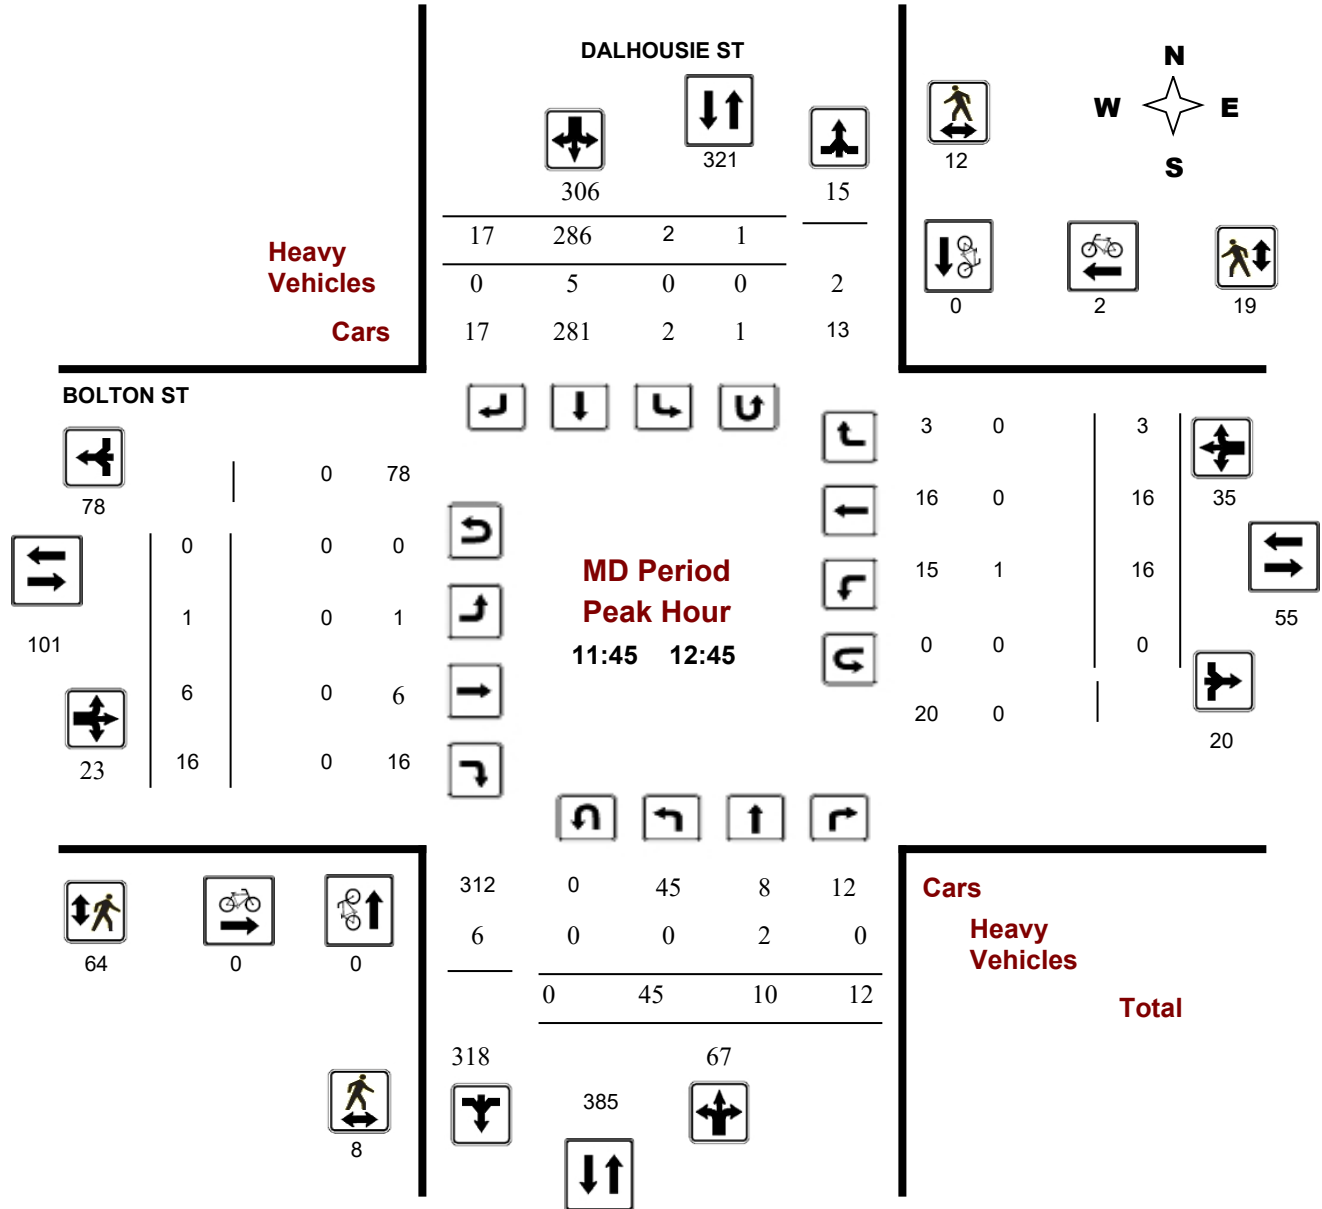 DALHOUSIE ST
N
W E
S
321
12
306 15
17 286 2 1
Heavy
Vehicles
0 5 0 0 2
0 2 19
Cars
17 281 2 1 13
BOLTON ST
3 0 3
0 78
78
16 0 16 35
0 0 0
MD Period
15 1 16
Peak Hour
1 0 1
55
101
11:45 12:45
0 0 0
6 0 6
20 0
20
23 16 0 16
312 0 45 8 12
Cars
6 0 0 2 0
Heavy
Vehicles
64 0 0
0 45 10 12
Total
318 67
385
8